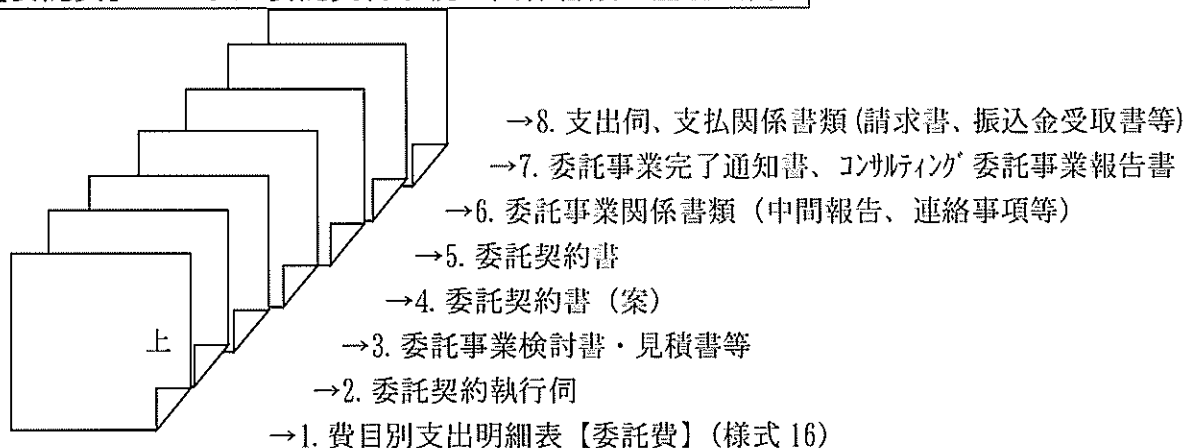 →8. 支出伺、支払関係書類(請求書、振込金受取書等)
→7. 委託事業完了通知書、コンサルティング委託事業報告書
→6. 委託事業関係書類（中間報告、連絡事項等）
→5. 委託契約書
→4. 委託契約書（案）
→3. 委託事業検討書・見積書等
上
→2. 委託契約執行伺
→1. 費目別支出明細表【委託費】(様式 16)